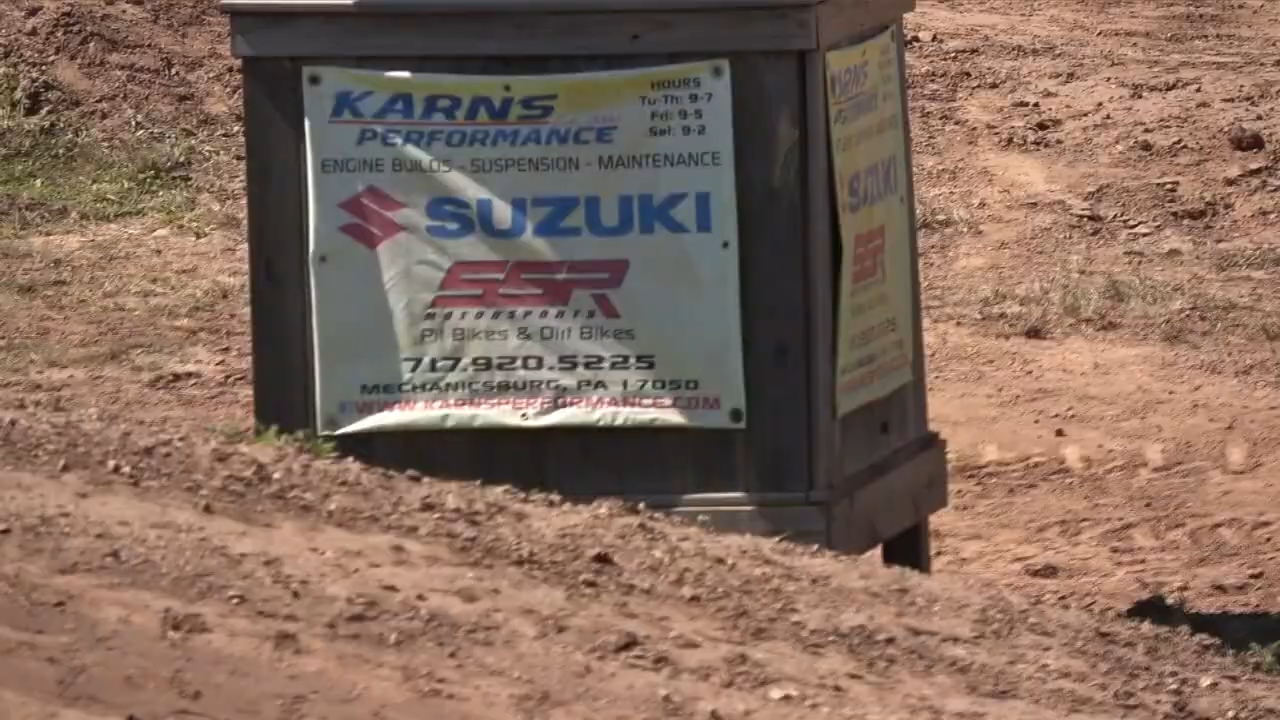 KARNS
PERFORMANCE
HOURS
Tu-Th: 9-7
Fri: 9-5
Sat: 9-2
ENGINE BUILDS - SUSPENSION - MAINTENANCE
SUZUKI
SSR
MOTORSPORTS
Pit Bikes & Dirt Bikes
717.920.5225
MECHANICSBURG, PA 17050
WWW.KARNSPERFORMANCE.COM
KARNS
SUZUKI
SSR